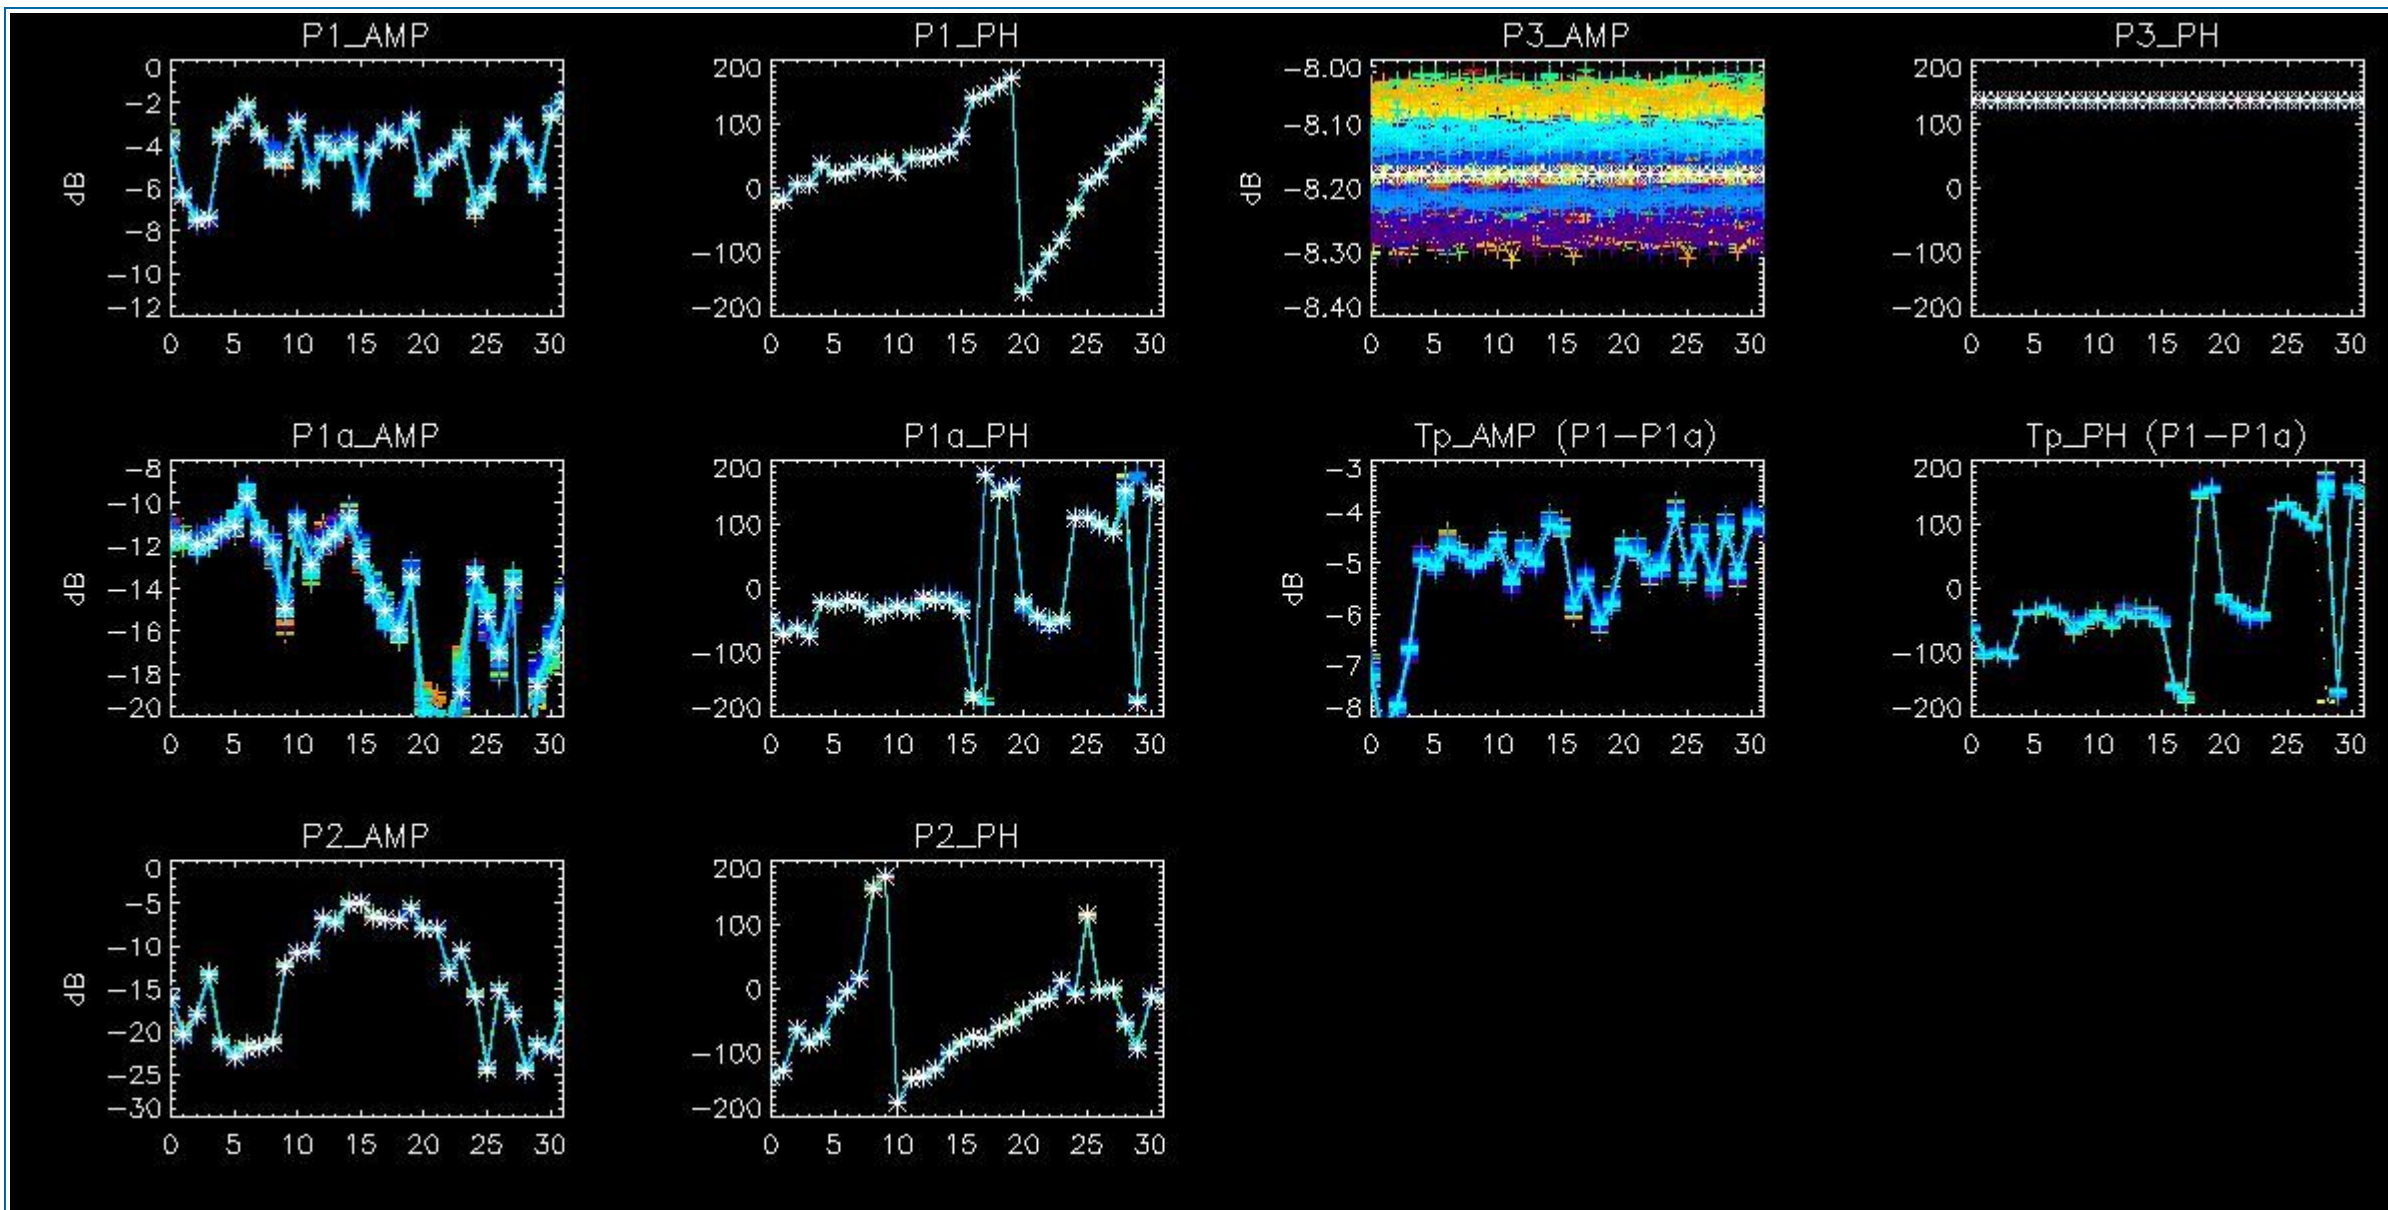 P1_AMP P1_PH P3_AMP P3_PH
0 200 -8.00 200
-2
100 -8.10 100
-4
dB -6 0 dB -8.20 0
-8
-100 -8.30 -100
-10
-12 -200 -8.40 -200
0 5 10 15 20 25 30 0 5 10 15 20 25 30 0 5 10 15 20 25 30 0 5 10 15 20 25 30
P1a_AMP P1a_PH Tp_AMP (P1-P1a) Tp_PH (P1-P1a)
-8 200 -3 200
-10
100 -4 100
-12
dB -14 0 dB -5 0
-16 -6
-100 -100
-18 -7
-20 -200 -8 -200
0 5 10 15 20 25 30 0 5 10 15 20 25 30 0 5 10 15 20 25 30 0 5 10 15 20 25 30
P2_AMP P2_PH
0 200
-5
100
-10
dB -15 0
-20
-100
-25
-30 -200
0 5 10 15 20 25 30 0 5 10 15 20 25 30